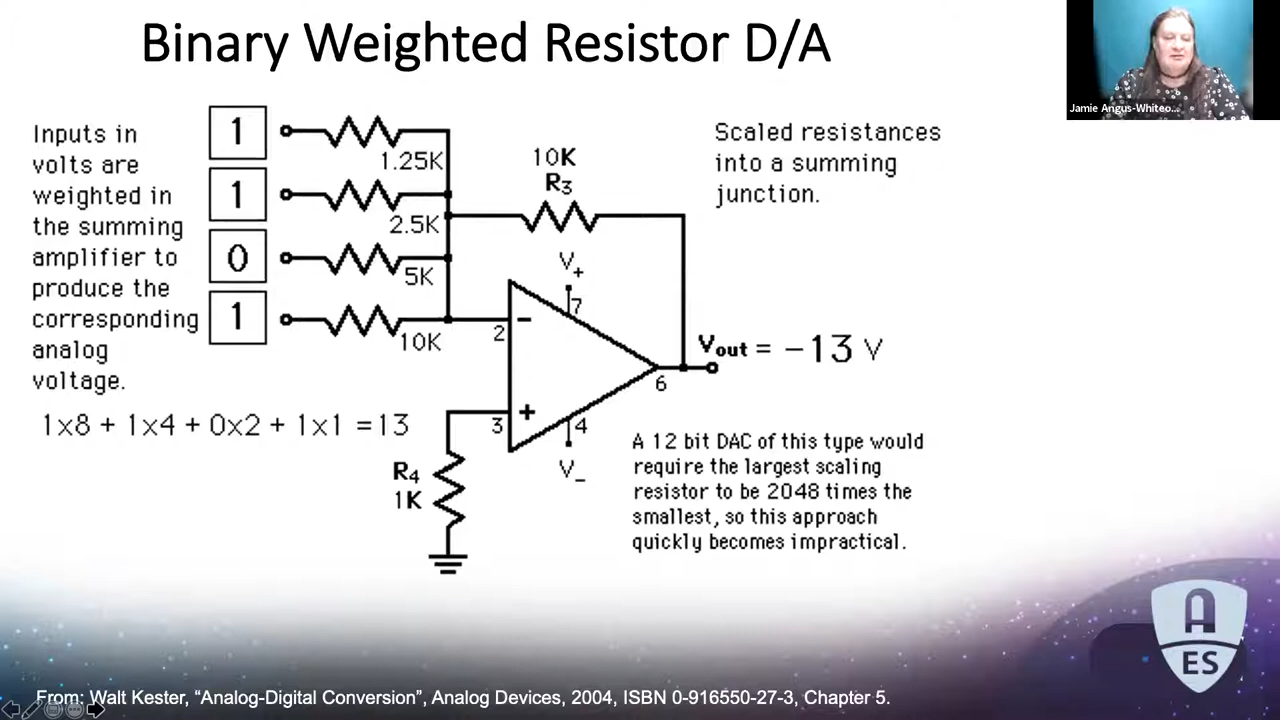 Binary Weighted Resistor D/A
Jamie Angus-Whiteo...
Inputs in
volts are
weighted in
the summing
amplifier to
produce the
corresponding
analog
voltage.
1
1
0
1
1.25K
2.5K
5K
10K
10K
R3
Scaled resistances
into a summing
junction.
V+
7
2
6
3
4
V–
Vout = –13 V
1x8 + 1x4 + 0x2 + 1x1 =13
R4
1K
A 12 bit DAC of this type would
require the largest scaling
resistor to be 2048 times the
smallest, so this approach
quickly becomes impractical.
A
ES
From: Walt Kester, “Analog-Digital Conversion”, Analog Devices, 2004, ISBN 0-916550-27-3, Chapter 5.